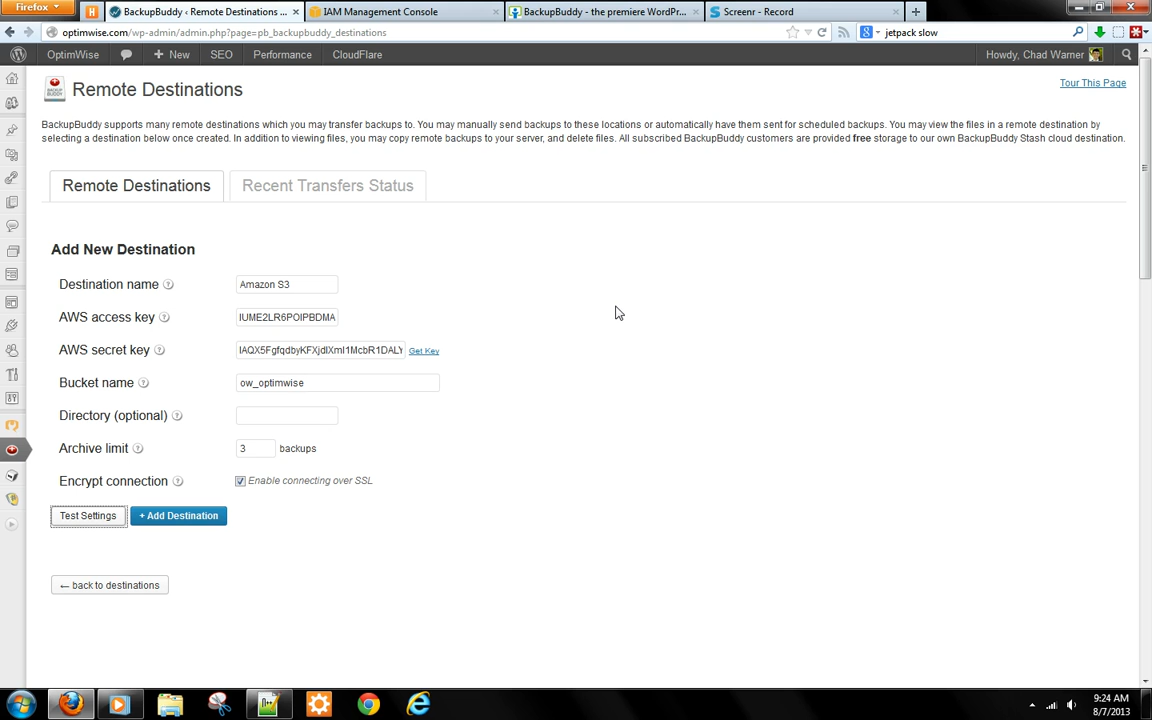 Firefox
BackupBuddy ‹ Remote Destinations ...
IAM Management Console
BackupBuddy - the premiere WordPr...
Screenr - Record
optimwise.com/wp-admin/admin.php?page=pb_backupbuddy_destinations
jetpack slow
OptimWise
New
SEO
Performance
CloudFlare
Howdy, Chad Warner
Remote Destinations
Tour This Page
BackupBuddy supports many remote destinations which you may transfer backups to. You may manually send backups to these locations or automatically have them sent for scheduled backups. You may view the files in a remote destination by
selecting a destination below once created. In addition to viewing files, you may copy remote backups to your server, and delete files. All subscribed BackupBuddy customers are provided free storage to our own BackupBuddy Stash cloud destination.
Remote Destinations
Recent Transfers Status
Add New Destination
Destination name
Amazon S3
AWS access key
AWS secret key
Get Key
Bucket name
ow_optimwise
Directory (optional)
Archive limit
3
backups
Encrypt connection
Enable connecting over SSL
Test Settings
+ Add Destination
← back to destinations
9:24 AM
8/7/2013